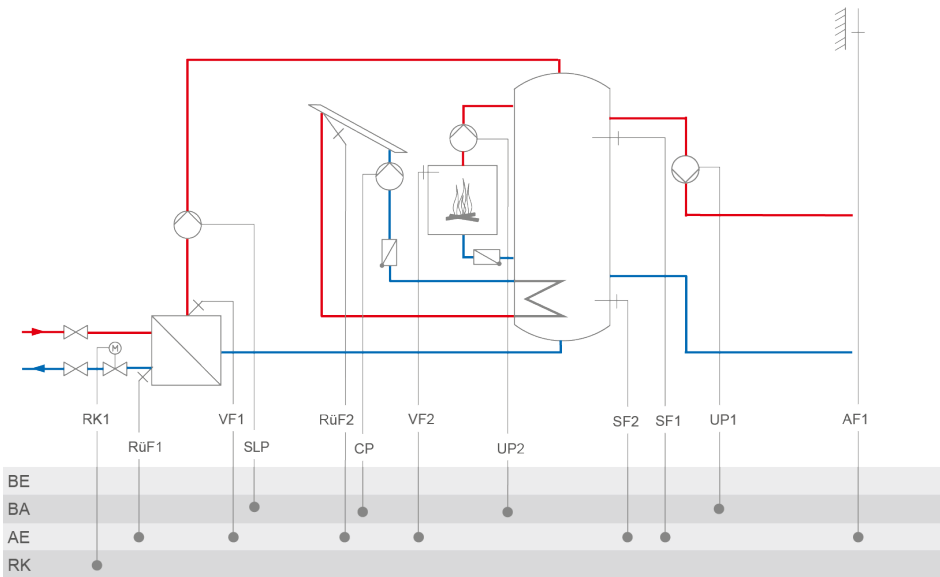 M
RK1 VF1 RüF2 VF2 SF2 SF1 UP1 AF1
RüF1 SLP CP UP2
BE
BA
AE
RK